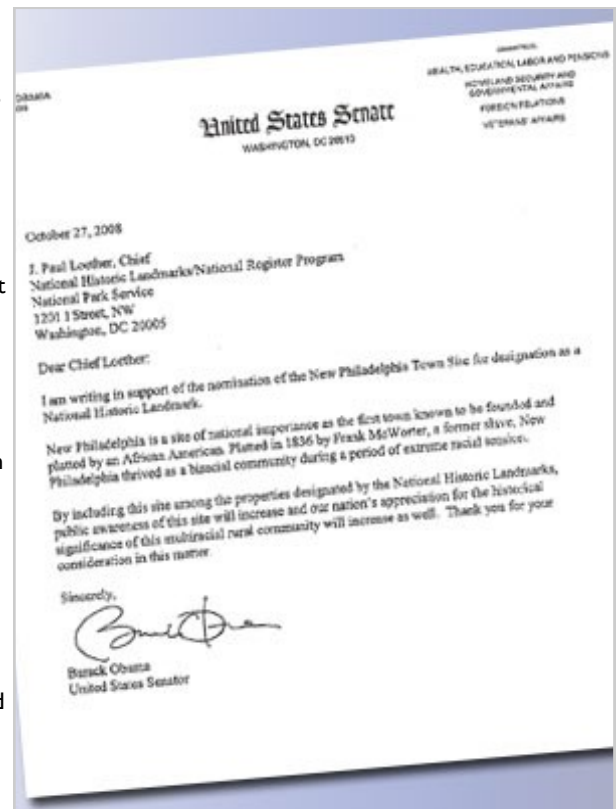 United States Senate
WASHINGTON, DC 20510
HEALTH, EDUCATION, LABOR AND PENSIONS
HOMELAND SECURITY AND
GOVERNMENTAL AFFAIRS
FOREIGN RELATIONS
VETERANS' AFFAIRS
October 27, 2008
J. Paul Loether, Chief
National Historic Landmarks/National Register Program
National Park Service
1201 I Street, NW
Washington, DC 20005
Dear Chief Loether:
I am writing in support of the nomination of the New Philadelphia Town Site for designation as a
National Historic Landmark.
New Philadelphia is a site of national importance as the first town known to be founded and
platted by an African American. Platted in 1836 by Frank McWorter, a former slave, New
Philadelphia thrived as a biracial community during a period of extreme racial tension.
By including this site among the properties designated by the National Historic Landmarks,
public awareness of this site will increase and our nation's appreciation for the historical
significance of this multiracial rural community will increase as well. Thank you for your
consideration in this matter.
Sincerely,
Barack Obama
United States Senator